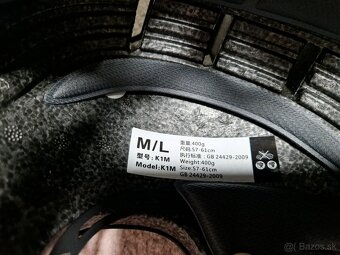 M/L
型号: K1M
Model:K1M
重量: 400g
尺码: 57-61cm
执行标准: GB 24429-2009
Weight:400g
Size:57-61cm
GB 24429-2009
Bazos.sk